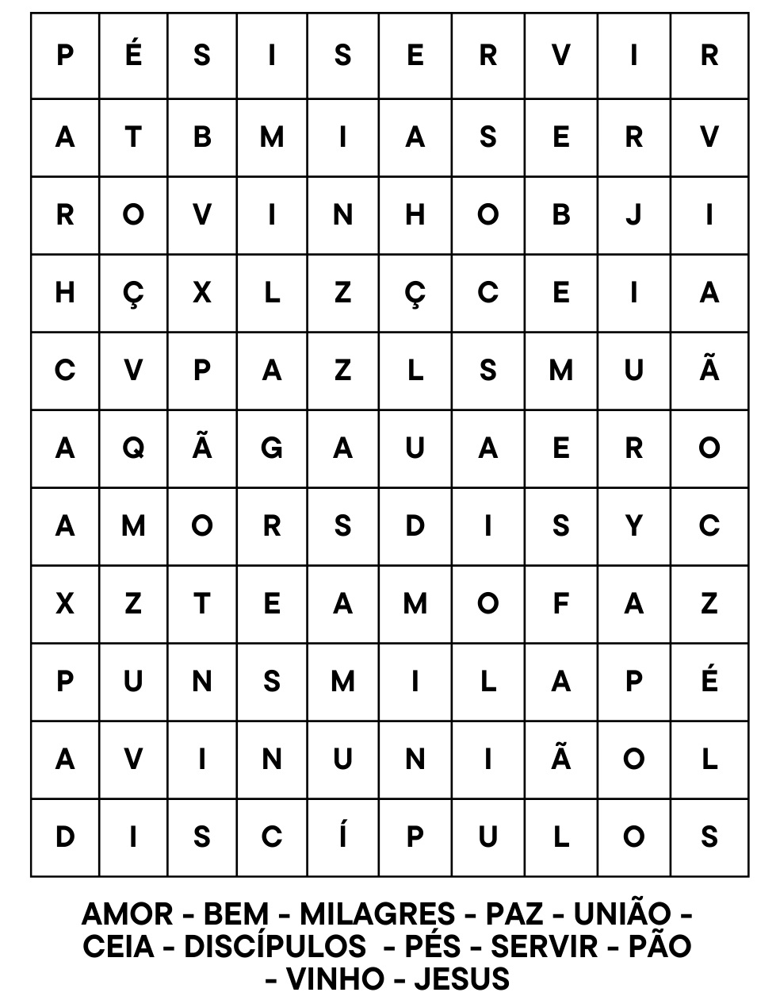 P É S I S E R V I R
A T B M I A S E R V
R O V I N H O B J I
H Ç X L Z Ç C E I A
C V P A Z L S M U Ã
A Q Ã G A U A E R O
A M O R S D I S Y C
X Z T E A M O F A Z
P U N S M I L A P É
A V I N U N I Ã O L
D I S C Í P U L O S
AMOR - BEM - MILAGRES - PAZ - UNIÃO -
CEIA - DISCÍPULOS - PÉS - SERVIR - PÃO
- VINHO - JESUS